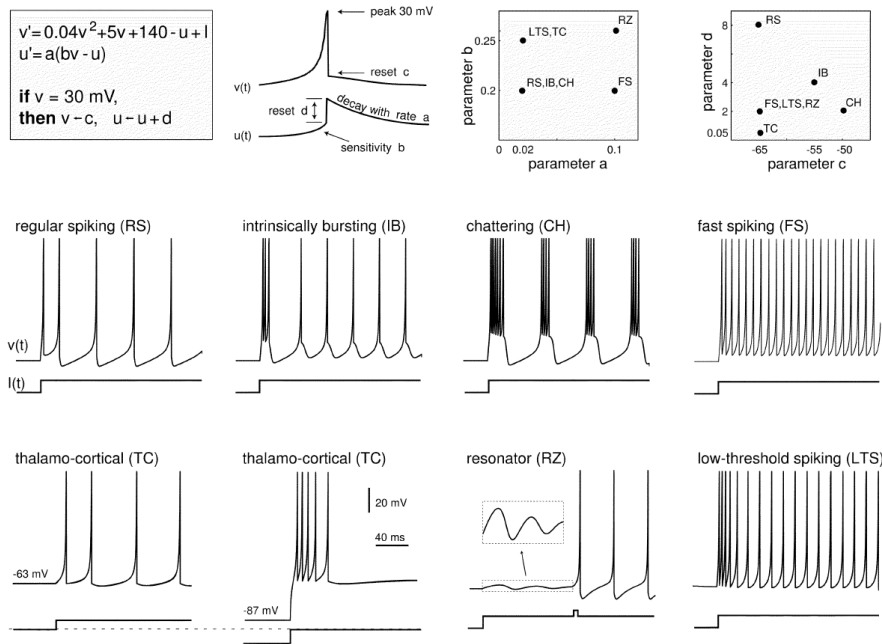 v'= 0.04v²+5v+140 - u + I
u'= a(bv - u)
if v = 30 mV,
then v←c, u←u + d
peak 30 mV
reset c
v(t)
reset d
decay with rate a
u(t)
sensitivity b
parameter b
0.25
0.2
LTS,TC
RZ
RS,IB,CH
FS
0
0.02
0.1
parameter a
parameter d
8
4
2
0.05
RS
IB
FS,LTS,RZ
CH
TC
-65
-55
-50
parameter c
regular spiking (RS)
intrinsically bursting (IB)
chattering (CH)
fast spiking (FS)
v(t)
I(t)
thalamo-cortical (TC)
thalamo-cortical (TC)
resonator (RZ)
low-threshold spiking (LTS)
-63 mV
20 mV
40 ms
-87 mV